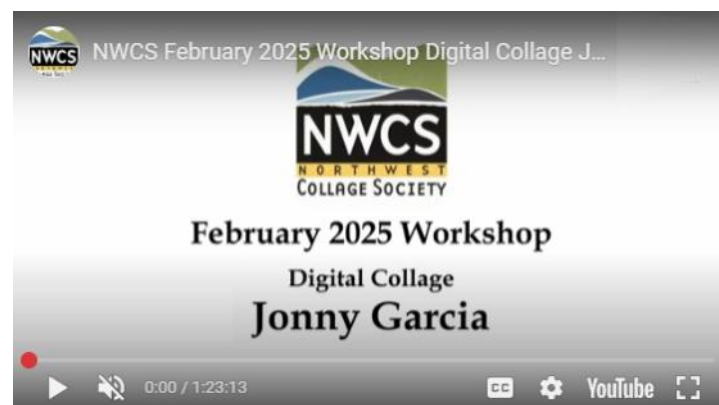 NWCS
NWCS February 2025 Workshop Digital Collage J...
NWCS
NORTHWEST
COLLAGE SOCIETY
February 2025 Workshop
Digital Collage
Jonny Garcia
0:00 / 1:23:13
CC
YouTube